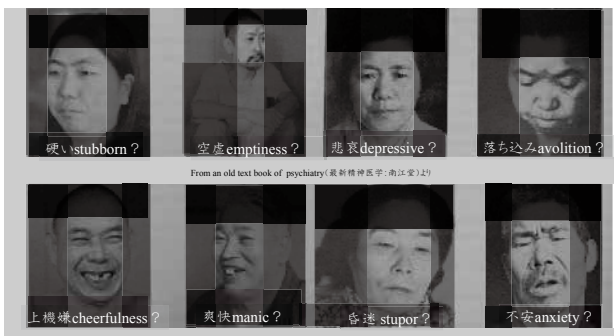 硬いstubborn？
空虚emptiness？
悲哀depressive？
落ち込みavolition？
From an old text book of psychiatry(最新精神医学:南江堂)より
上機嫌cheerfulness？
爽快manic？
昏迷 stupor？
不安anxiety？